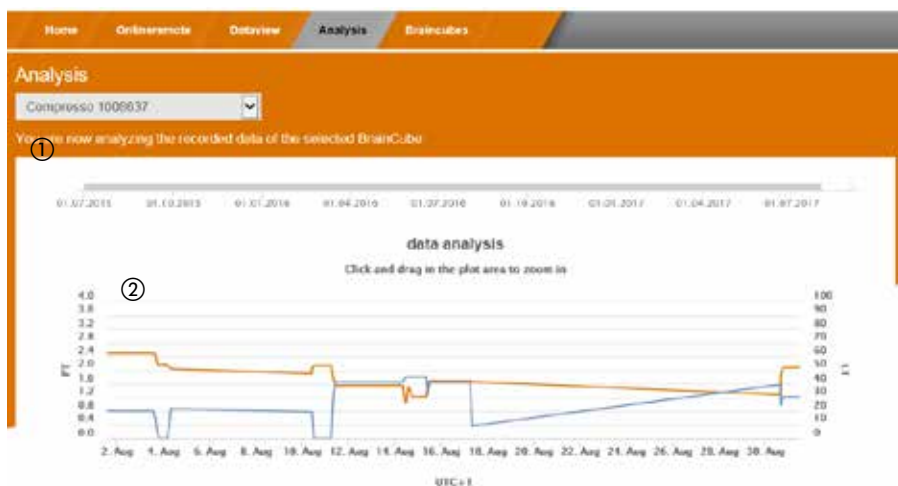 Home Onlineremote Dataview Analysis Braincubes
Analysis
Compresso 1008637
You are now analyzing the recorded data of the selected BrainCube
①
01.07.2015 01.10.2015 01.01.2016 01.04.2016 01.07.2016 01.10.2016 01.01.2017 01.04.2017 01.07.2017
data analysis
Click and drag in the plot area to zoom in
②
4.0 100
3.6 90
3.2 80
2.8 70
2.4 60
2.0 50
1.6 40
1.2 30
0.8 20
0.4 10
0.0 0
PT
LT
2. Aug 4. Aug 6. Aug 8. Aug 10. Aug 12. Aug 14. Aug 16. Aug 18. Aug 20. Aug 22. Aug 24. Aug 26. Aug 28. Aug 30. Aug
UTC+1